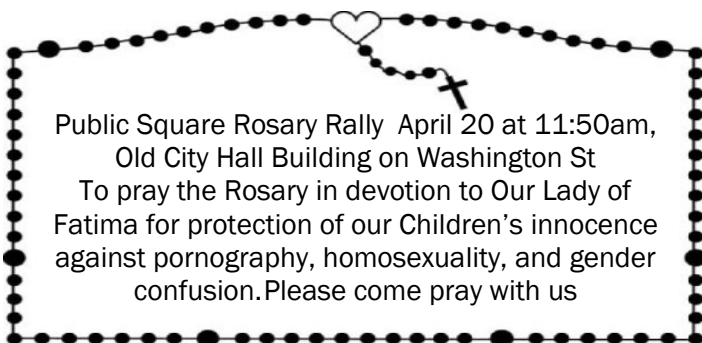 Public Square Rosary Rally  April 20 at 11:50am,
Old City Hall Building on Washington St
To pray the Rosary in devotion to Our Lady of
Fatima for protection of our Children’s innocence
against pornography, homosexuality, and gender
confusion.Please come pray with us